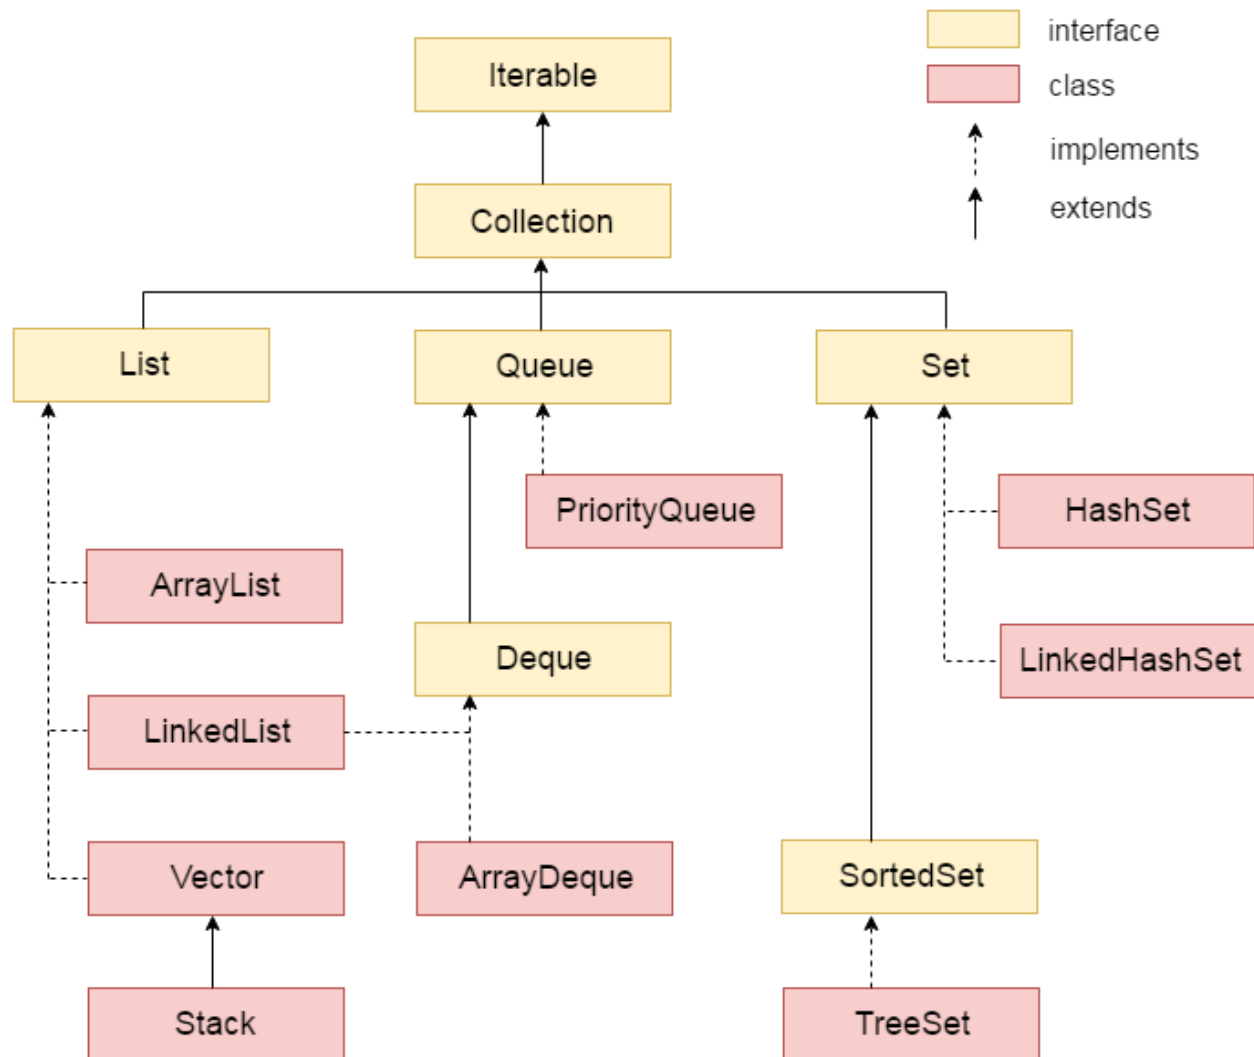 interface
Iterable
class
implements
Collection
extends
List
Queue
Set
PriorityQueue
HashSet
ArrayList
Deque
LinkedHashSet
LinkedList
Vector
ArrayDeque
SortedSet
Stack
TreeSet